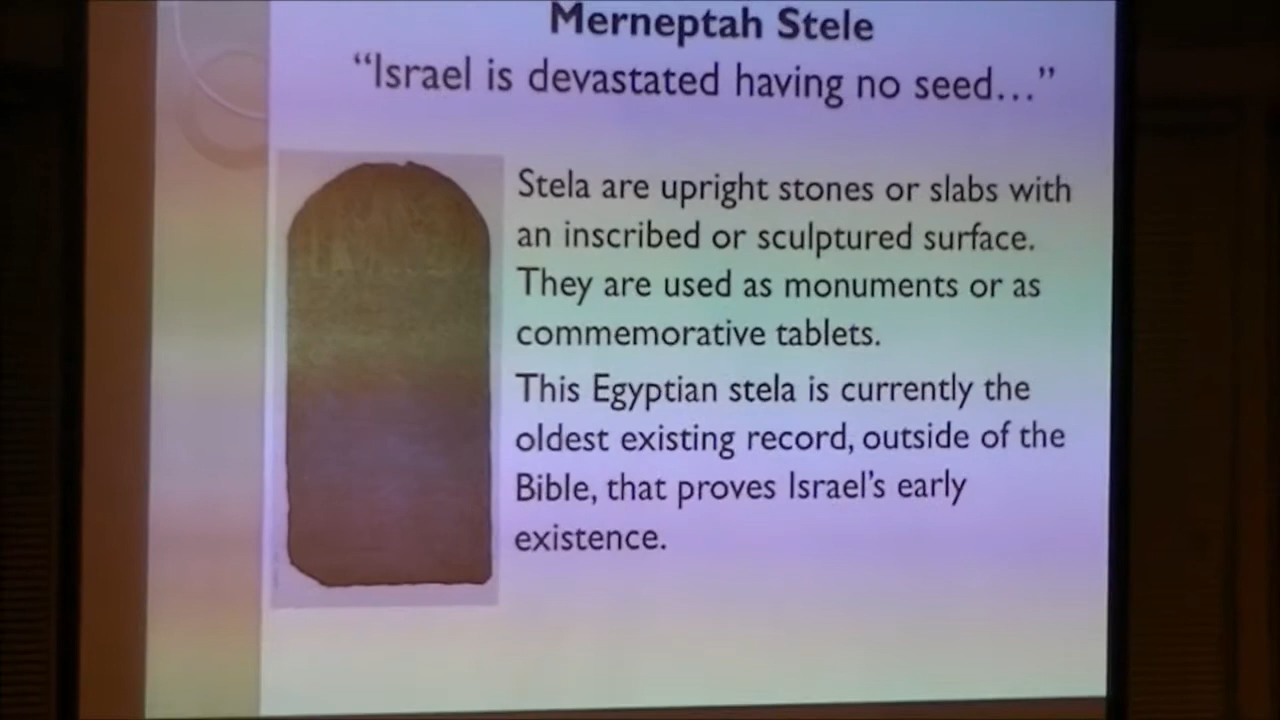 Merneptah Stele
“Israel is devastated having no seed...”
Stela are upright stones or slabs with
an inscribed or sculptured surface.
They are used as monuments or as
commemorative tablets.
This Egyptian stela is currently the
oldest existing record, outside of the
Bible, that proves Israel’s early
existence.